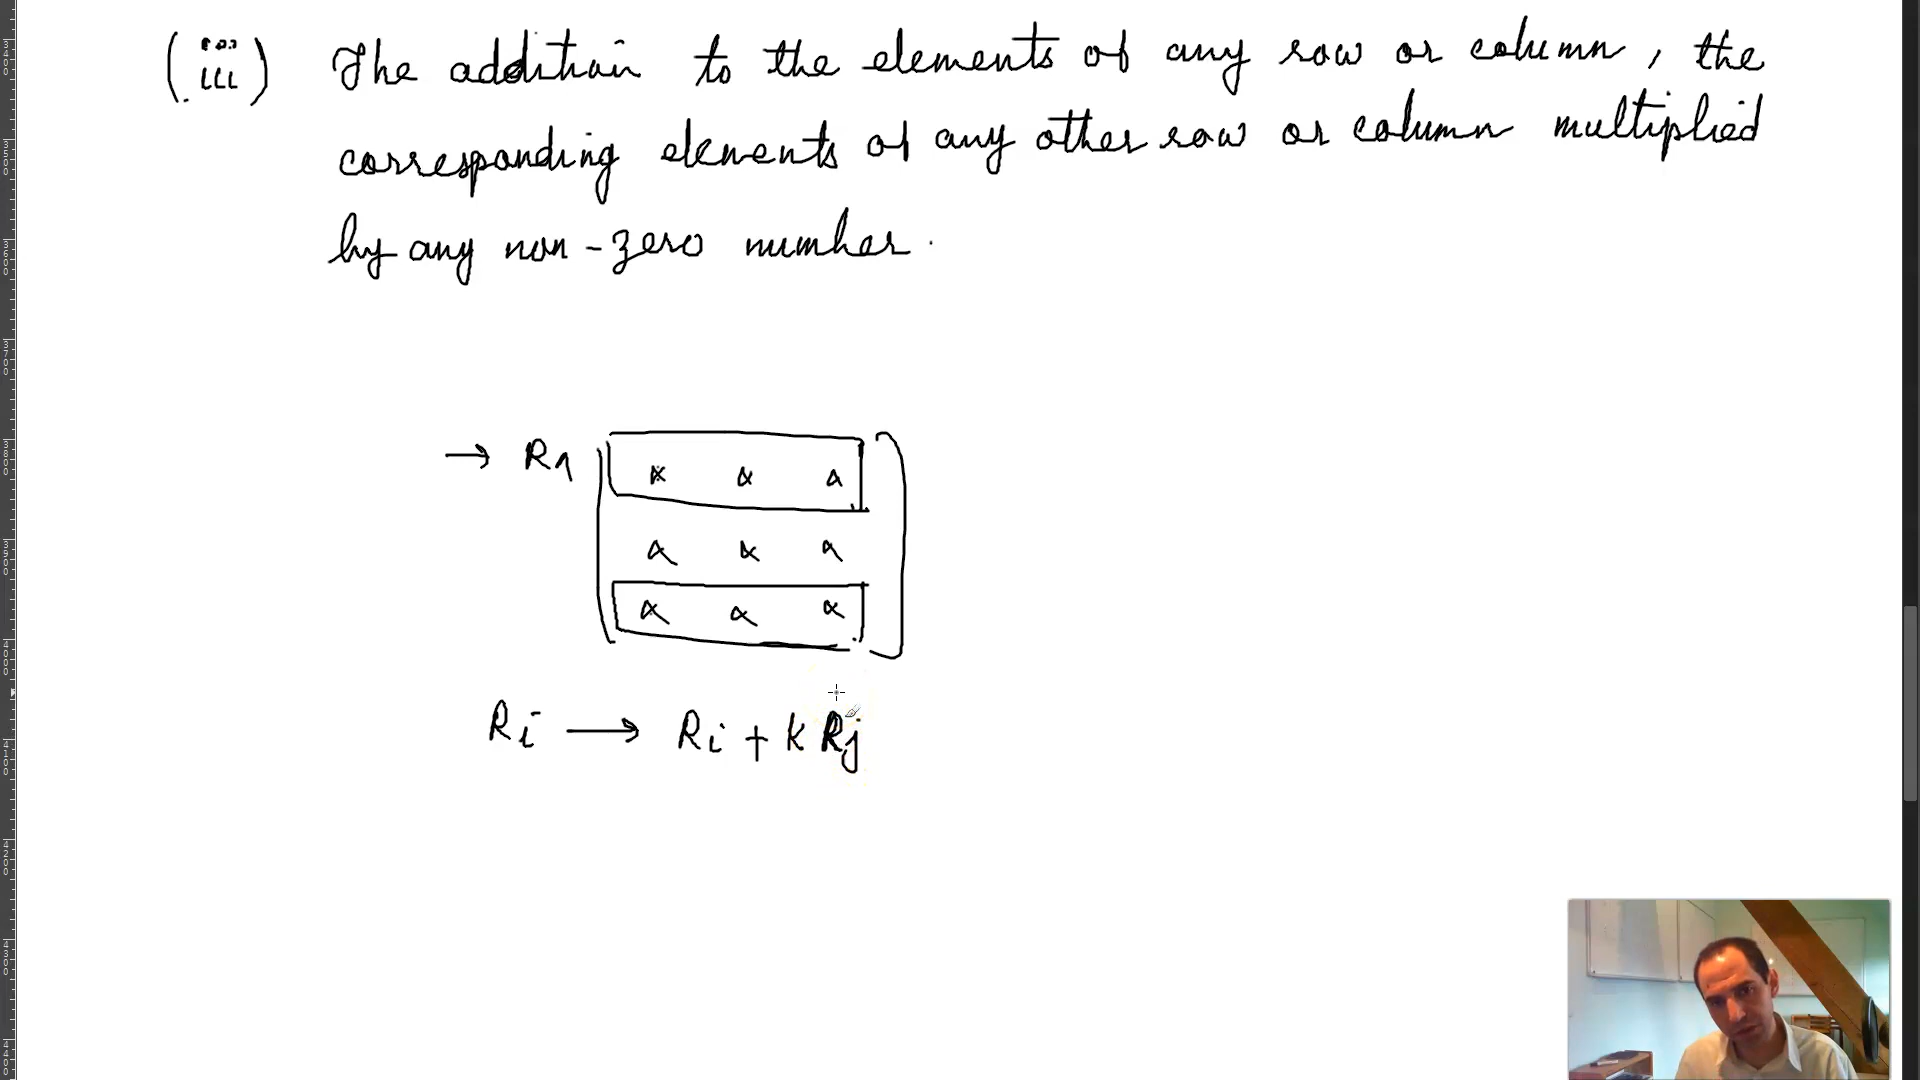 (iii) The addition to the elements of any row or column, the
corresponding elements of any other row or column multiplied
by any non-zero number.
→ R1
x x x
x x x
x x x
Ri → Ri + k Rj